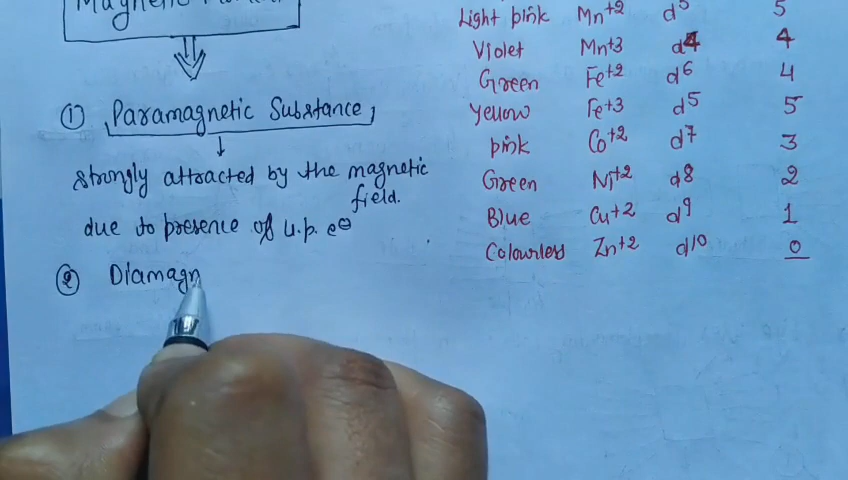 ① Paramagnetic Substance
strongly attracted by the magnetic
field.
due to presence of u.p. e⊖
② Diamagn
Light pink Mn+2 d5 5
Violet Mn+3 d4 4
Green Fe+2 d6 4
Yellow Fe+3 d5 5
pink Co+2 d7 3
Green Ni+2 d8 2
Blue Cu+2 d9 1
Colourless Zn+2 d10 0